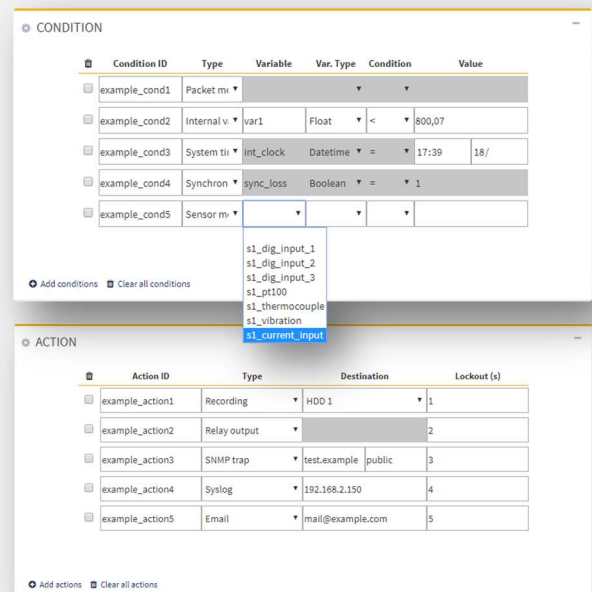 CONDITION
Condition ID Type Variable Var. Type Condition Value
example_cond1 Packet mo
example_cond2 Internal v var1 Float < 800,07
example_cond3 System tir int_clock Datetime = 17:39 18/
example_cond4 Synchron sync_loss Boolean = 1
example_cond5 Sensor m
s1_dig_input_1
s1_dig_input_2
s1_dig_input_3
s1_pt100
s1_thermocouple
s1_vibration
s1_current_input
Add conditions Clear all conditions
ACTION
Action ID Type Destination Lockout (s)
example_action1 Recording HDD 1 1
example_action2 Relay output 2
example_action3 SNMP trap test.example public 3
example_action4 Syslog 192.168.2.150 4
example_action5 Email mail@example.com 5
Add actions Clear all actions